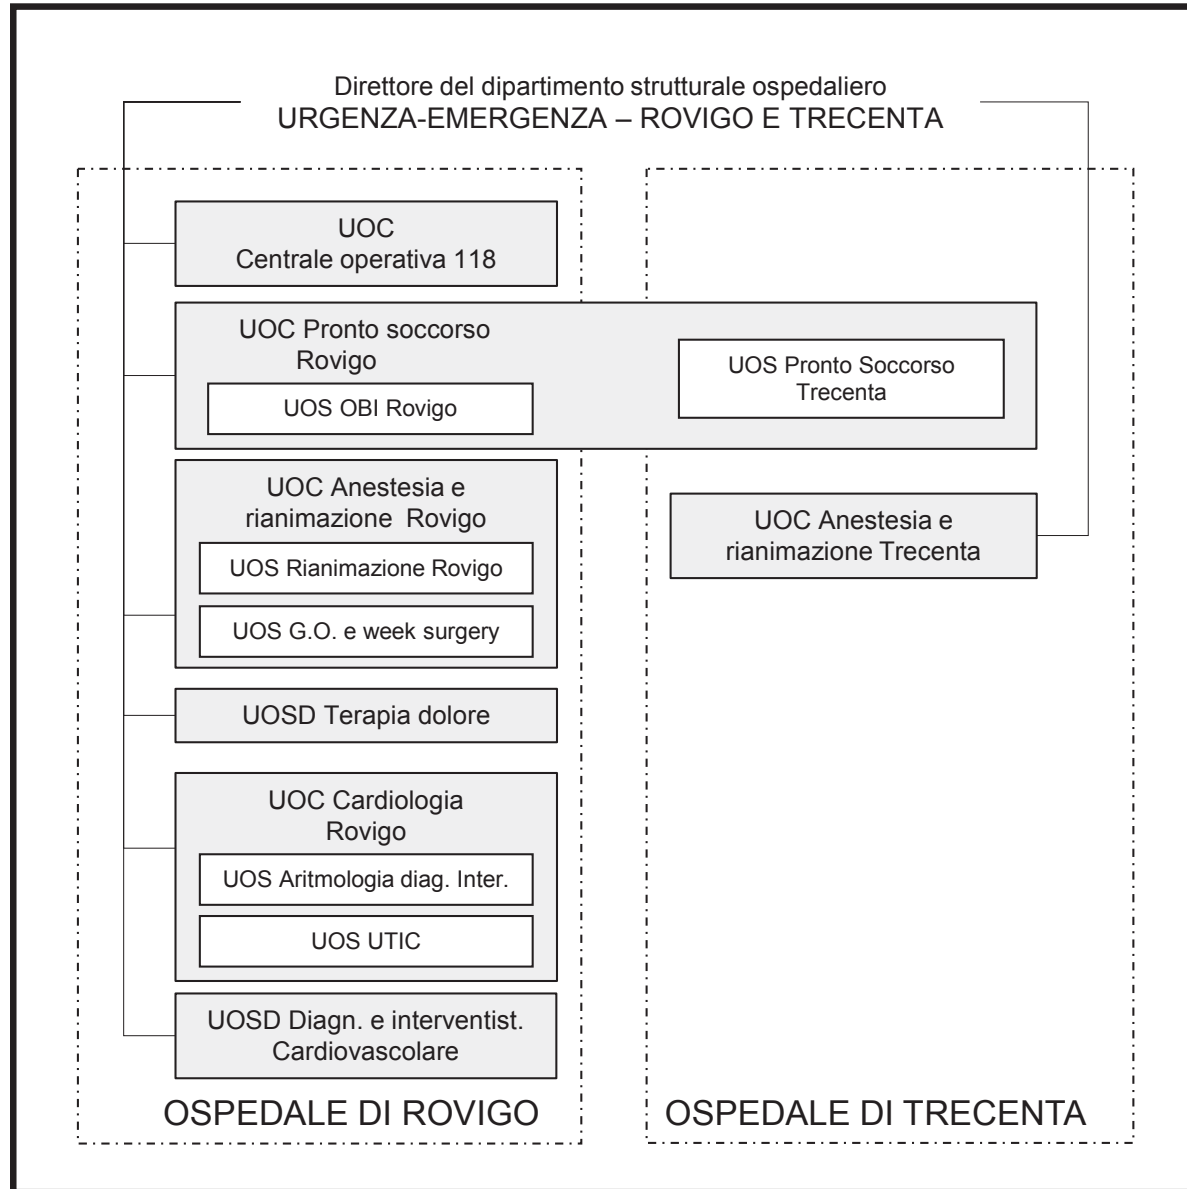 Direttore del dipartimento strutturale ospedaliero
URGENZA-EMERGENZA – ROVIGO E TRECENTA
UOC
Centrale operativa 118
UOC Pronto soccorso
Rovigo
UOS OBI Rovigo
UOS Pronto Soccorso
Trecenta
UOC Anestesia e
rianimazione Rovigo
UOS Rianimazione Rovigo
UOS G.O. e week surgery
UOC Anestesia e
rianimazione Trecenta
UOSD Terapia dolore
UOC Cardiologia
Rovigo
UOS Aritmologia diag. Inter.
UOS UTIC
UOSD Diagn. e interventist.
Cardiovascolare
OSPEDALE DI ROVIGO
OSPEDALE DI TRECENTA